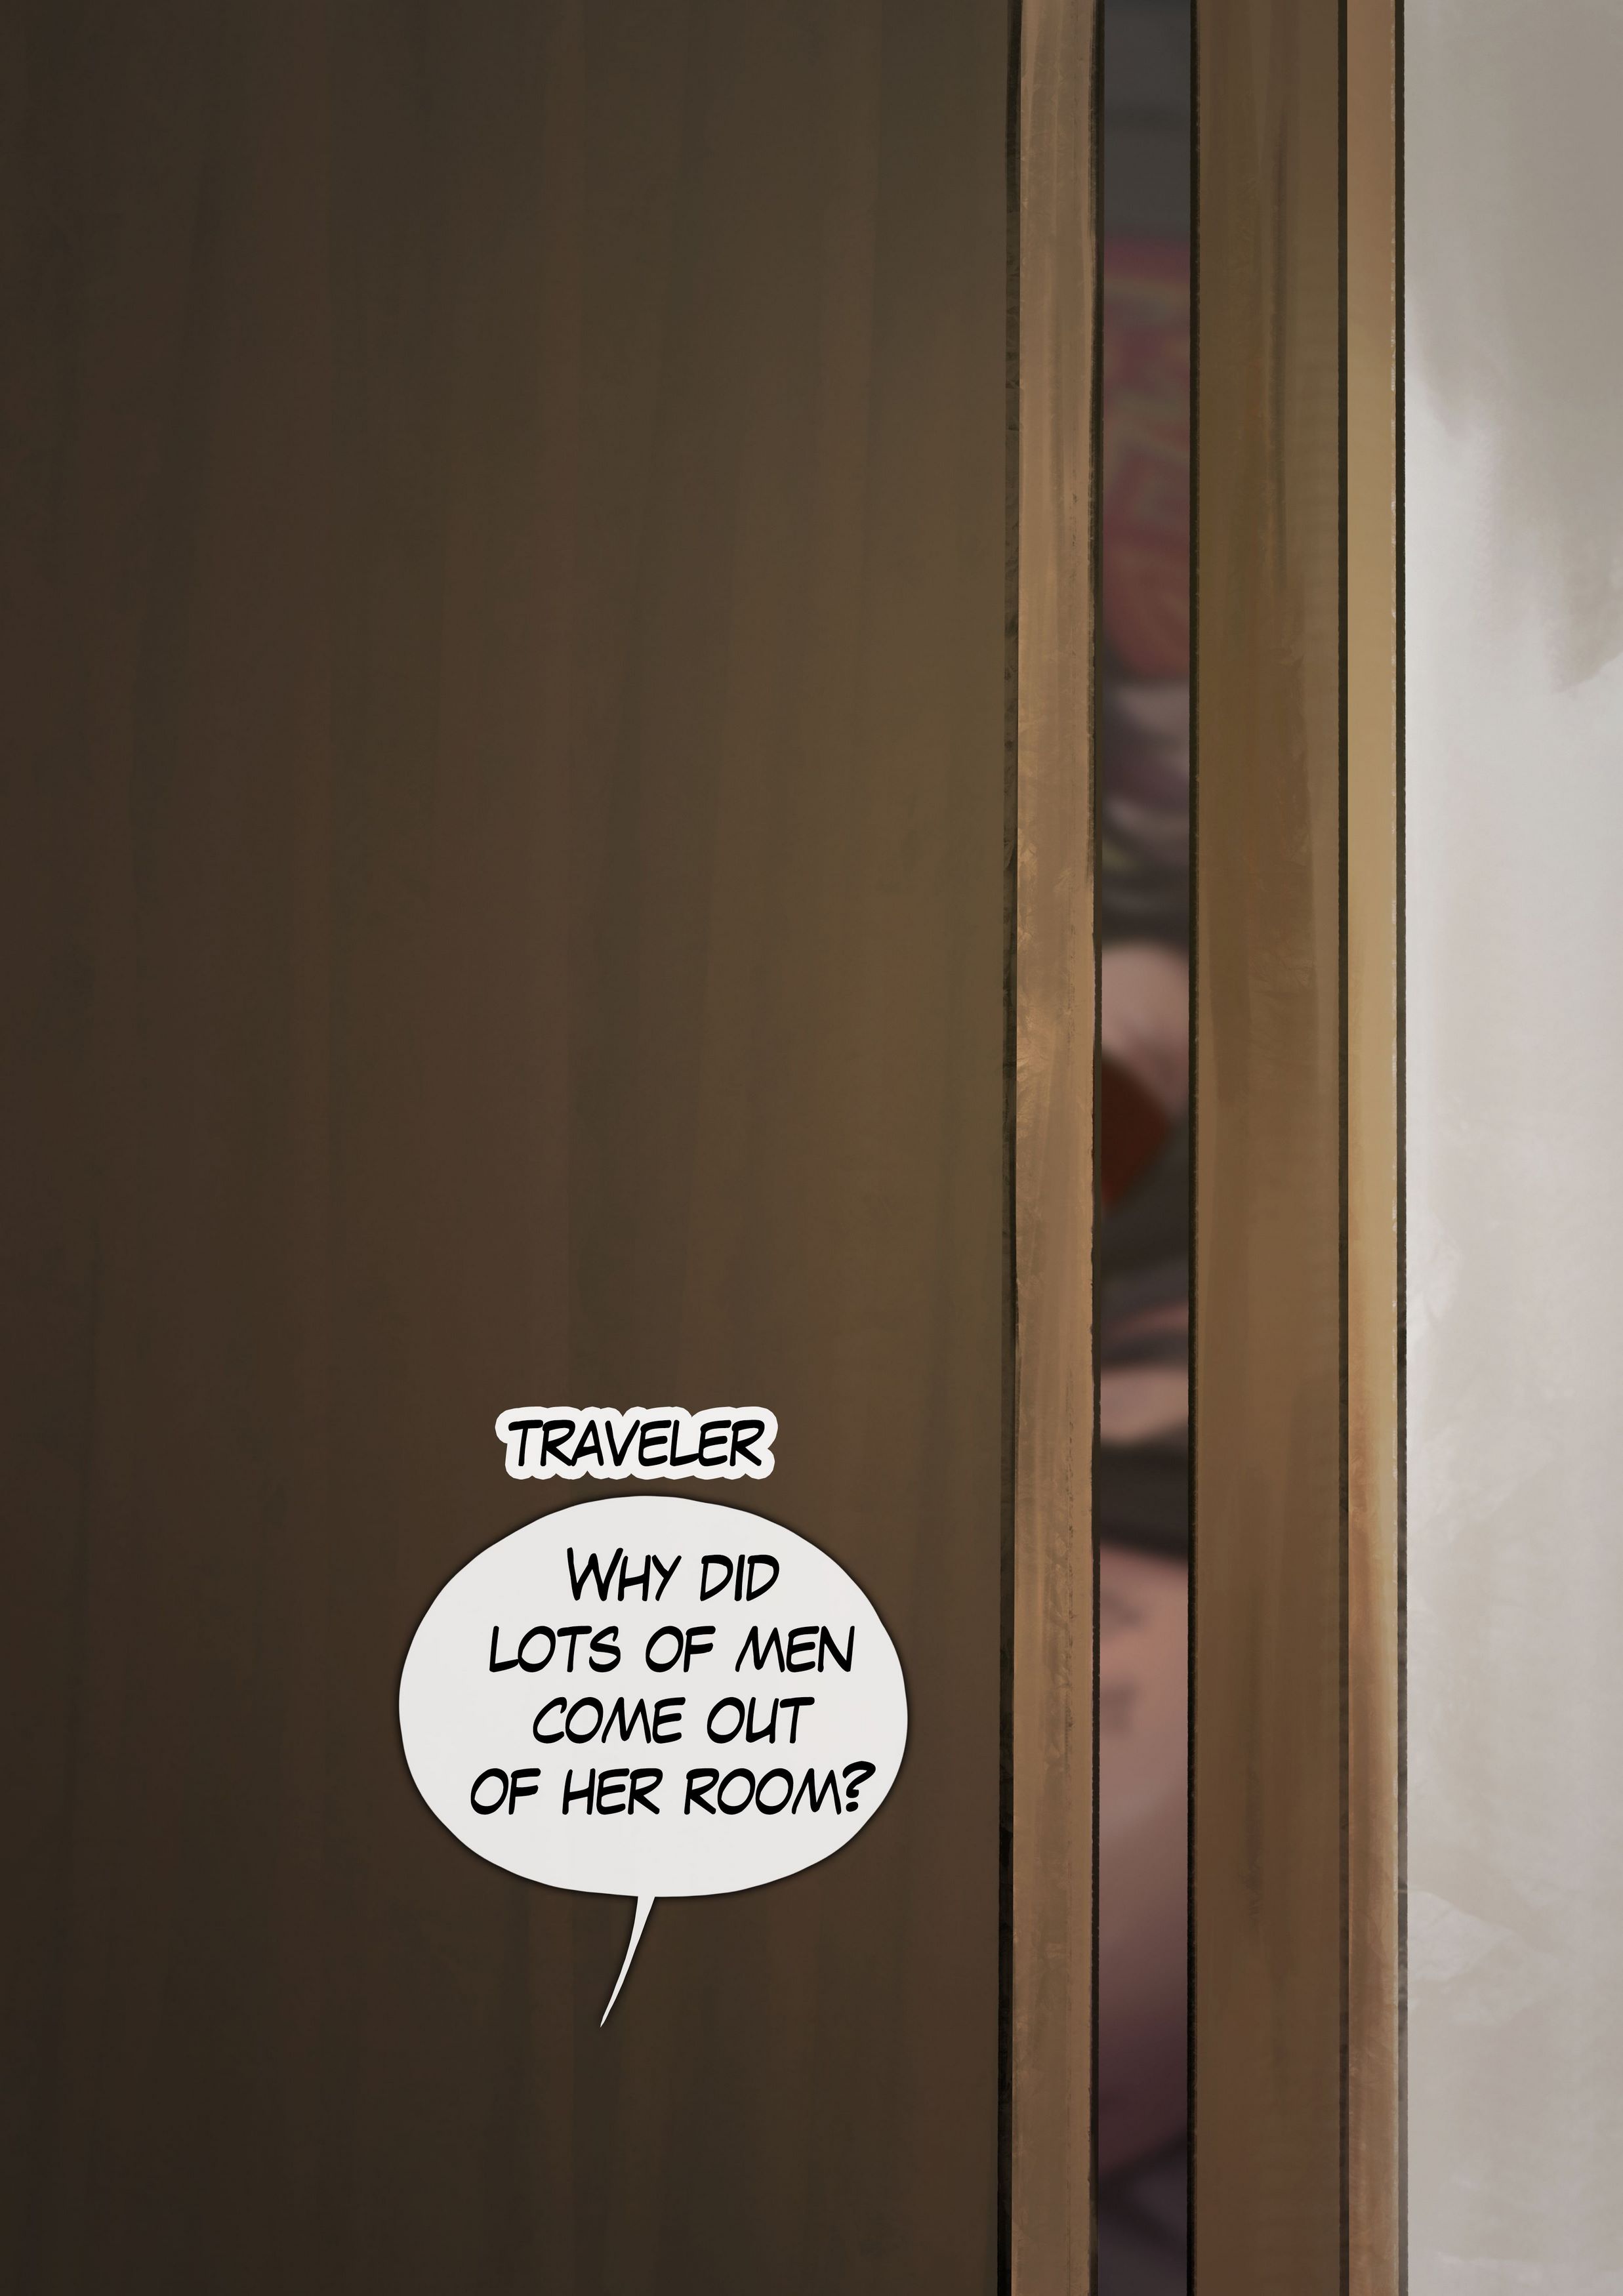 TRAVELER
WHY DID
LOTS OF MEN
COME OUT
OF HER ROOM?